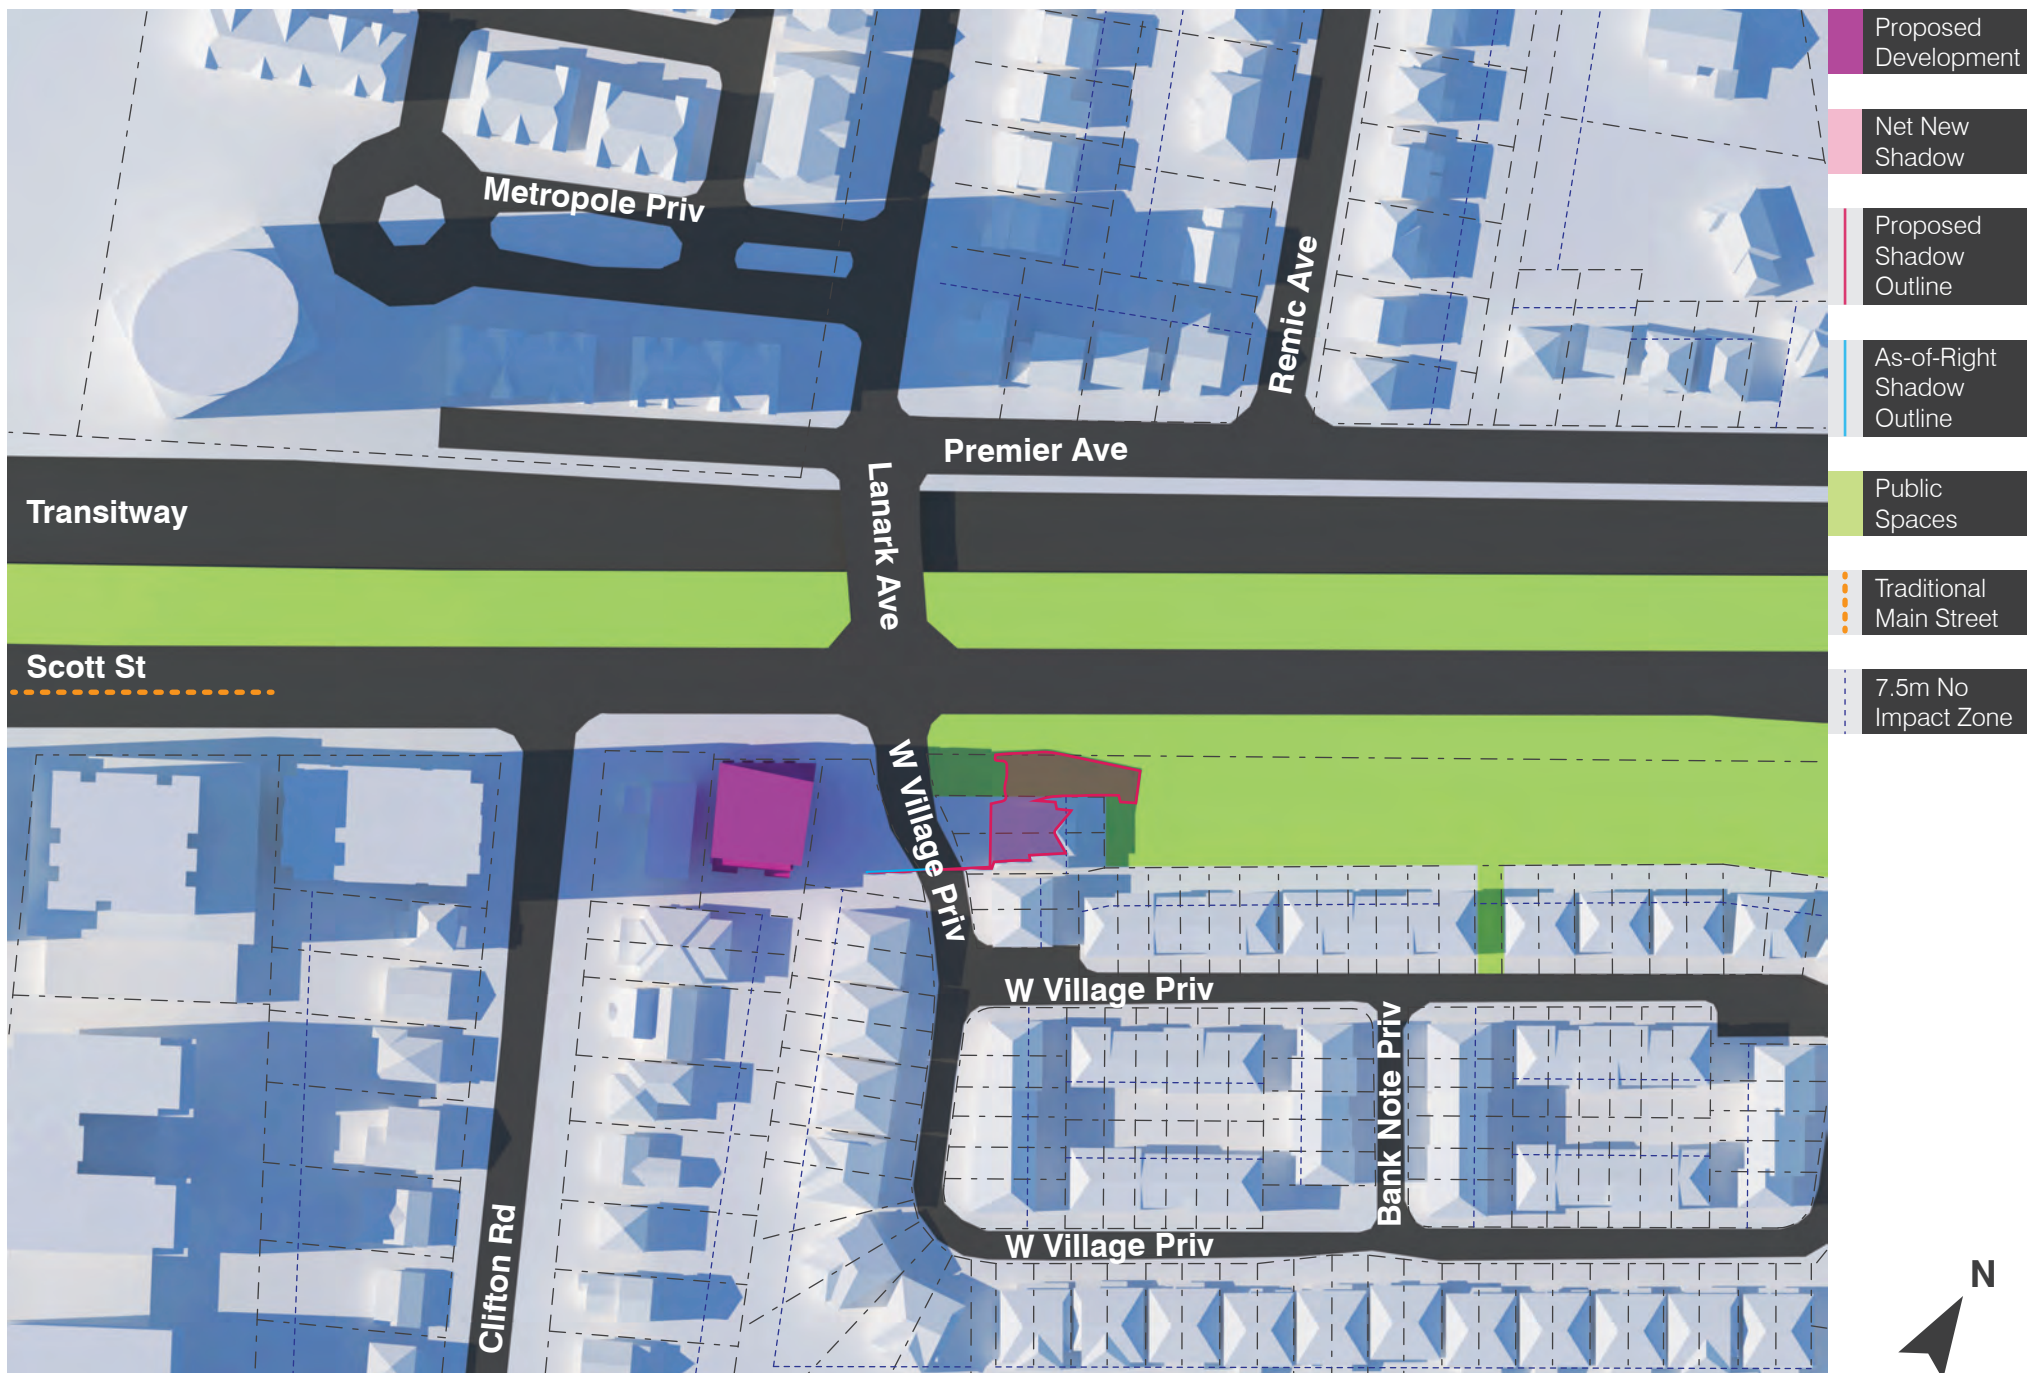 Metropole Priv
Remic Ave
Premier Ave
Lanark Ave
Transitway
Scott St
W Village Priv
W Village Priv
Bank Note Priv
W Village Priv
Clifton Rd
Proposed
Development
Net New
Shadow
Proposed
Shadow
Outline
As-of-Right
Shadow
Outline
Public
Spaces
Traditional
Main Street
7.5m No
Impact Zone
N